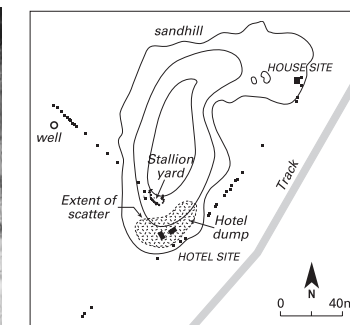 sandhill
HOUSE SITE
well
Stallion
yard
Track
Extent of
scatter
Hotel
dump
HOTEL SITE
N
0 40m